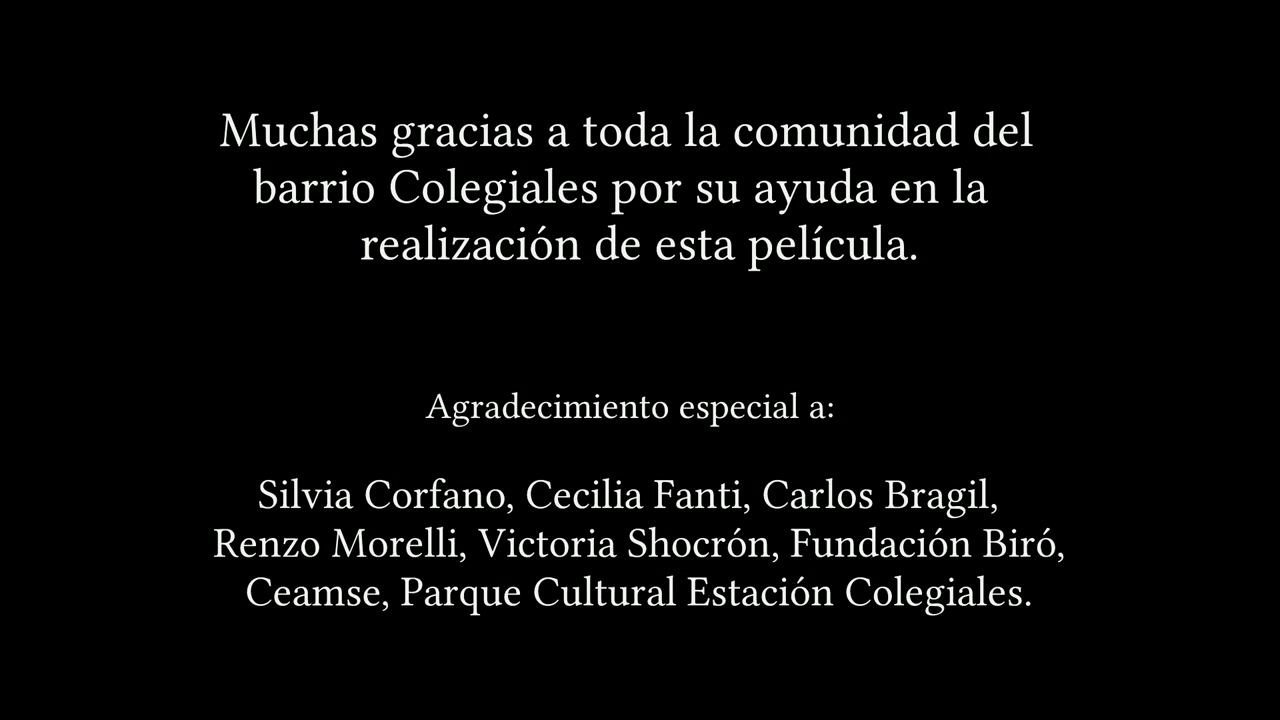 Muchas gracias a toda la comunidad del
barrio Colegiales por su ayuda en la
realización de esta película.
Agradecimiento especial a:
Silvia Corfano, Cecilia Fanti, Carlos Bragil,
Renzo Morelli, Victoria Shocrón, Fundación Biró,
Ceamse, Parque Cultural Estación Colegiales.